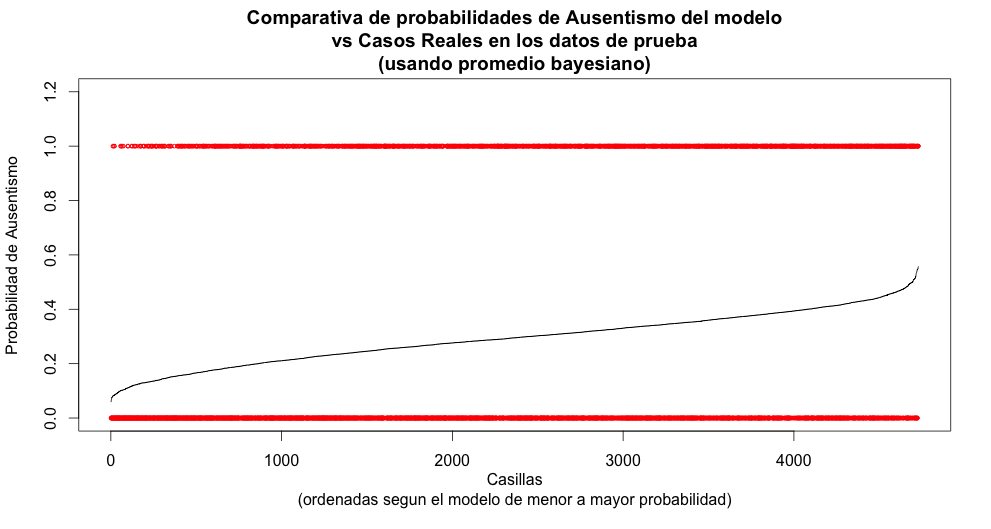 Comparativa de probabilidades de Ausentismo del modelo
vs Casos Reales en los datos de prueba
(usando promedio bayesiano)
Probabilidad de Ausentismo
1.2
1.0
0.8
0.6
0.4
0.2
0.0
0 1000 2000 3000 4000
Casillas
(ordenadas segun el modelo de menor a mayor probabilidad)